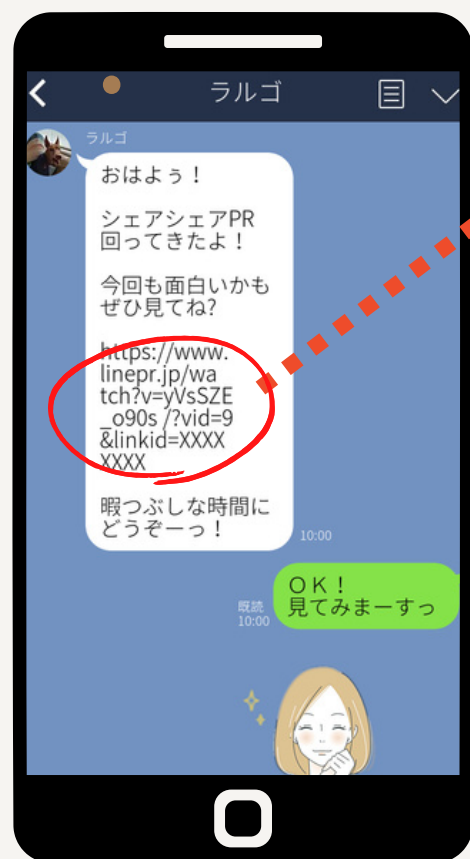 ラルゴ
ラルゴ
おはよぅ！
シェアシェアPR
回ってきたよ！
今回も面白いかも
ぜひ見てね?
https://www.
linepr.jp/wa
tch?v=yVsSZE
_o90s /?vid=9
&linkid=XXXX
XXXX
暇つぶしな時間に
どうぞーっ！
10:00
ＯＫ！
見てみまーすっ
既読
10:00